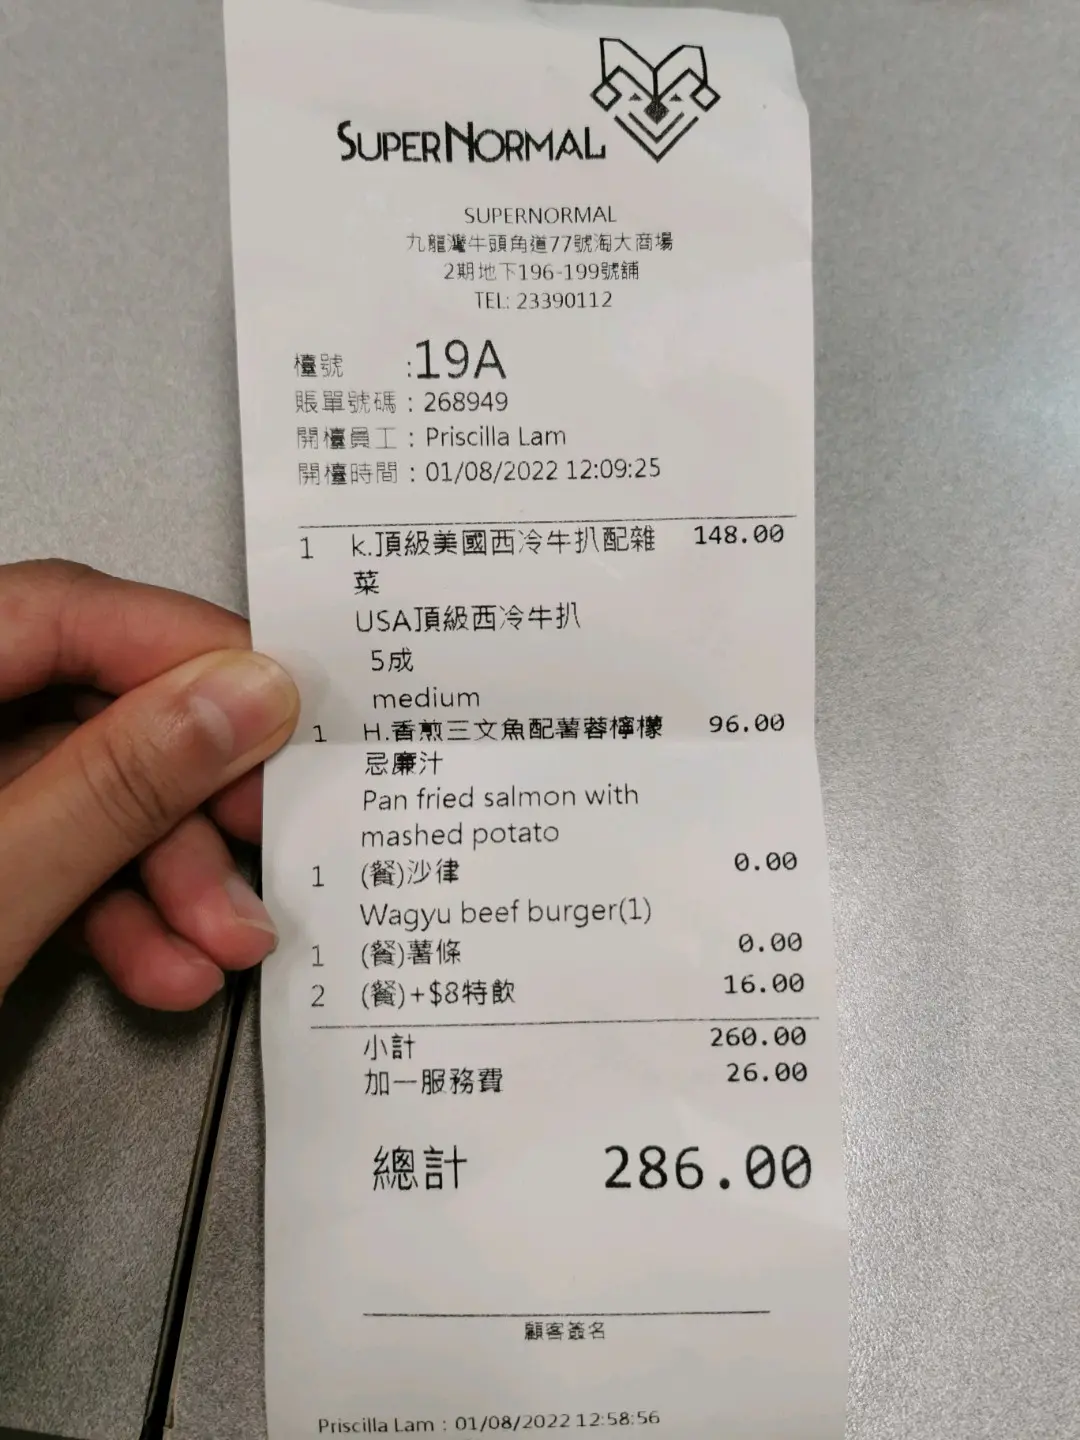 SUPERNORMAL
SUPERNORMAL
九龍灣牛頭角道77號淘大商場
2期地下196-199號舖
TEL: 23390112
檯號 :19A
賬單號碼 : 268949
開檯員工 : Priscilla Lam
開檯時間 : 01/08/2022 12:09:25
1 k.頂級美國西冷牛扒配雜 148.00
菜
USA頂級西冷牛扒
5成
medium
1 H.香煎三文魚配薯蓉檸檬 96.00
忌廉汁
Pan fried salmon with
mashed potato
1 (餐)沙律 0.00
Wagyu beef burger(1)
1 (餐)薯條 0.00
2 (餐)+$8特飲 16.00
小計 260.00
加一服務費 26.00
總計 286.00
顧客簽名
Priscilla Lam : 01/08/2022 12:58:56